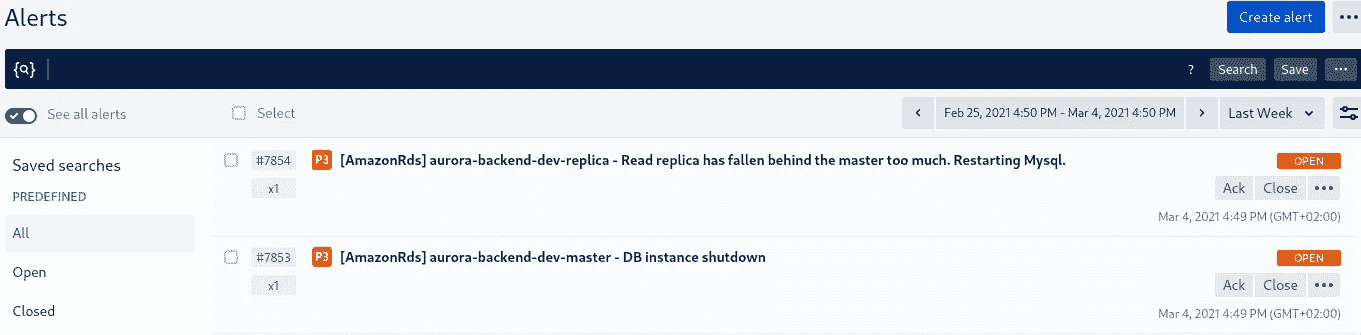 Alerts
Create alert
...
{ }
? Search Save ...
See all alerts
Select
< Feb 25, 2021 4:50 PM - Mar 4, 2021 4:50 PM > Last Week
Saved searches
PREDEFINED
All
Open
Closed
#7854 P3 [AmazonRds] aurora-backend-dev-replica - Read replica has fallen behind the master too much. Restarting Mysql. OPEN
x1 Ack Close ...
Mar 4, 2021 4:49 PM (GMT+02:00)
#7853 P3 [AmazonRds] aurora-backend-dev-master - DB instance shutdown OPEN
x1 Ack Close ...
Mar 4, 2021 4:49 PM (GMT+02:00)